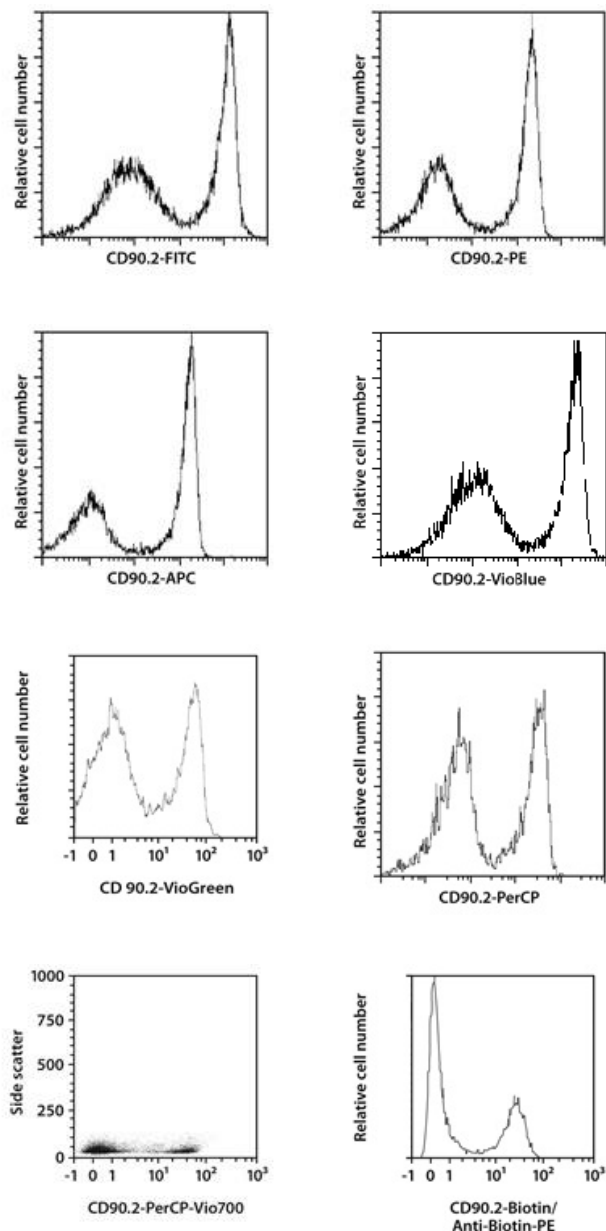 Relative cell number
CD90.2-FITC
Relative cell number
CD90.2-PE
Relative cell number
CD90.2-APC
Relative cell number
CD90.2-VioBlue
Relative cell number
-1 0 1 10¹ 10² 10³
CD 90.2-VioGreen
Relative cell number
CD90.2-PerCP
Side scatter
1000
750
500
250
0
-1 0 1 10¹ 10² 10³
CD90.2-PerCP-Vio700
Relative cell number
-1 0 1 10¹ 10² 10³
CD90.2-Biotin/
Anti-Biotin-PE